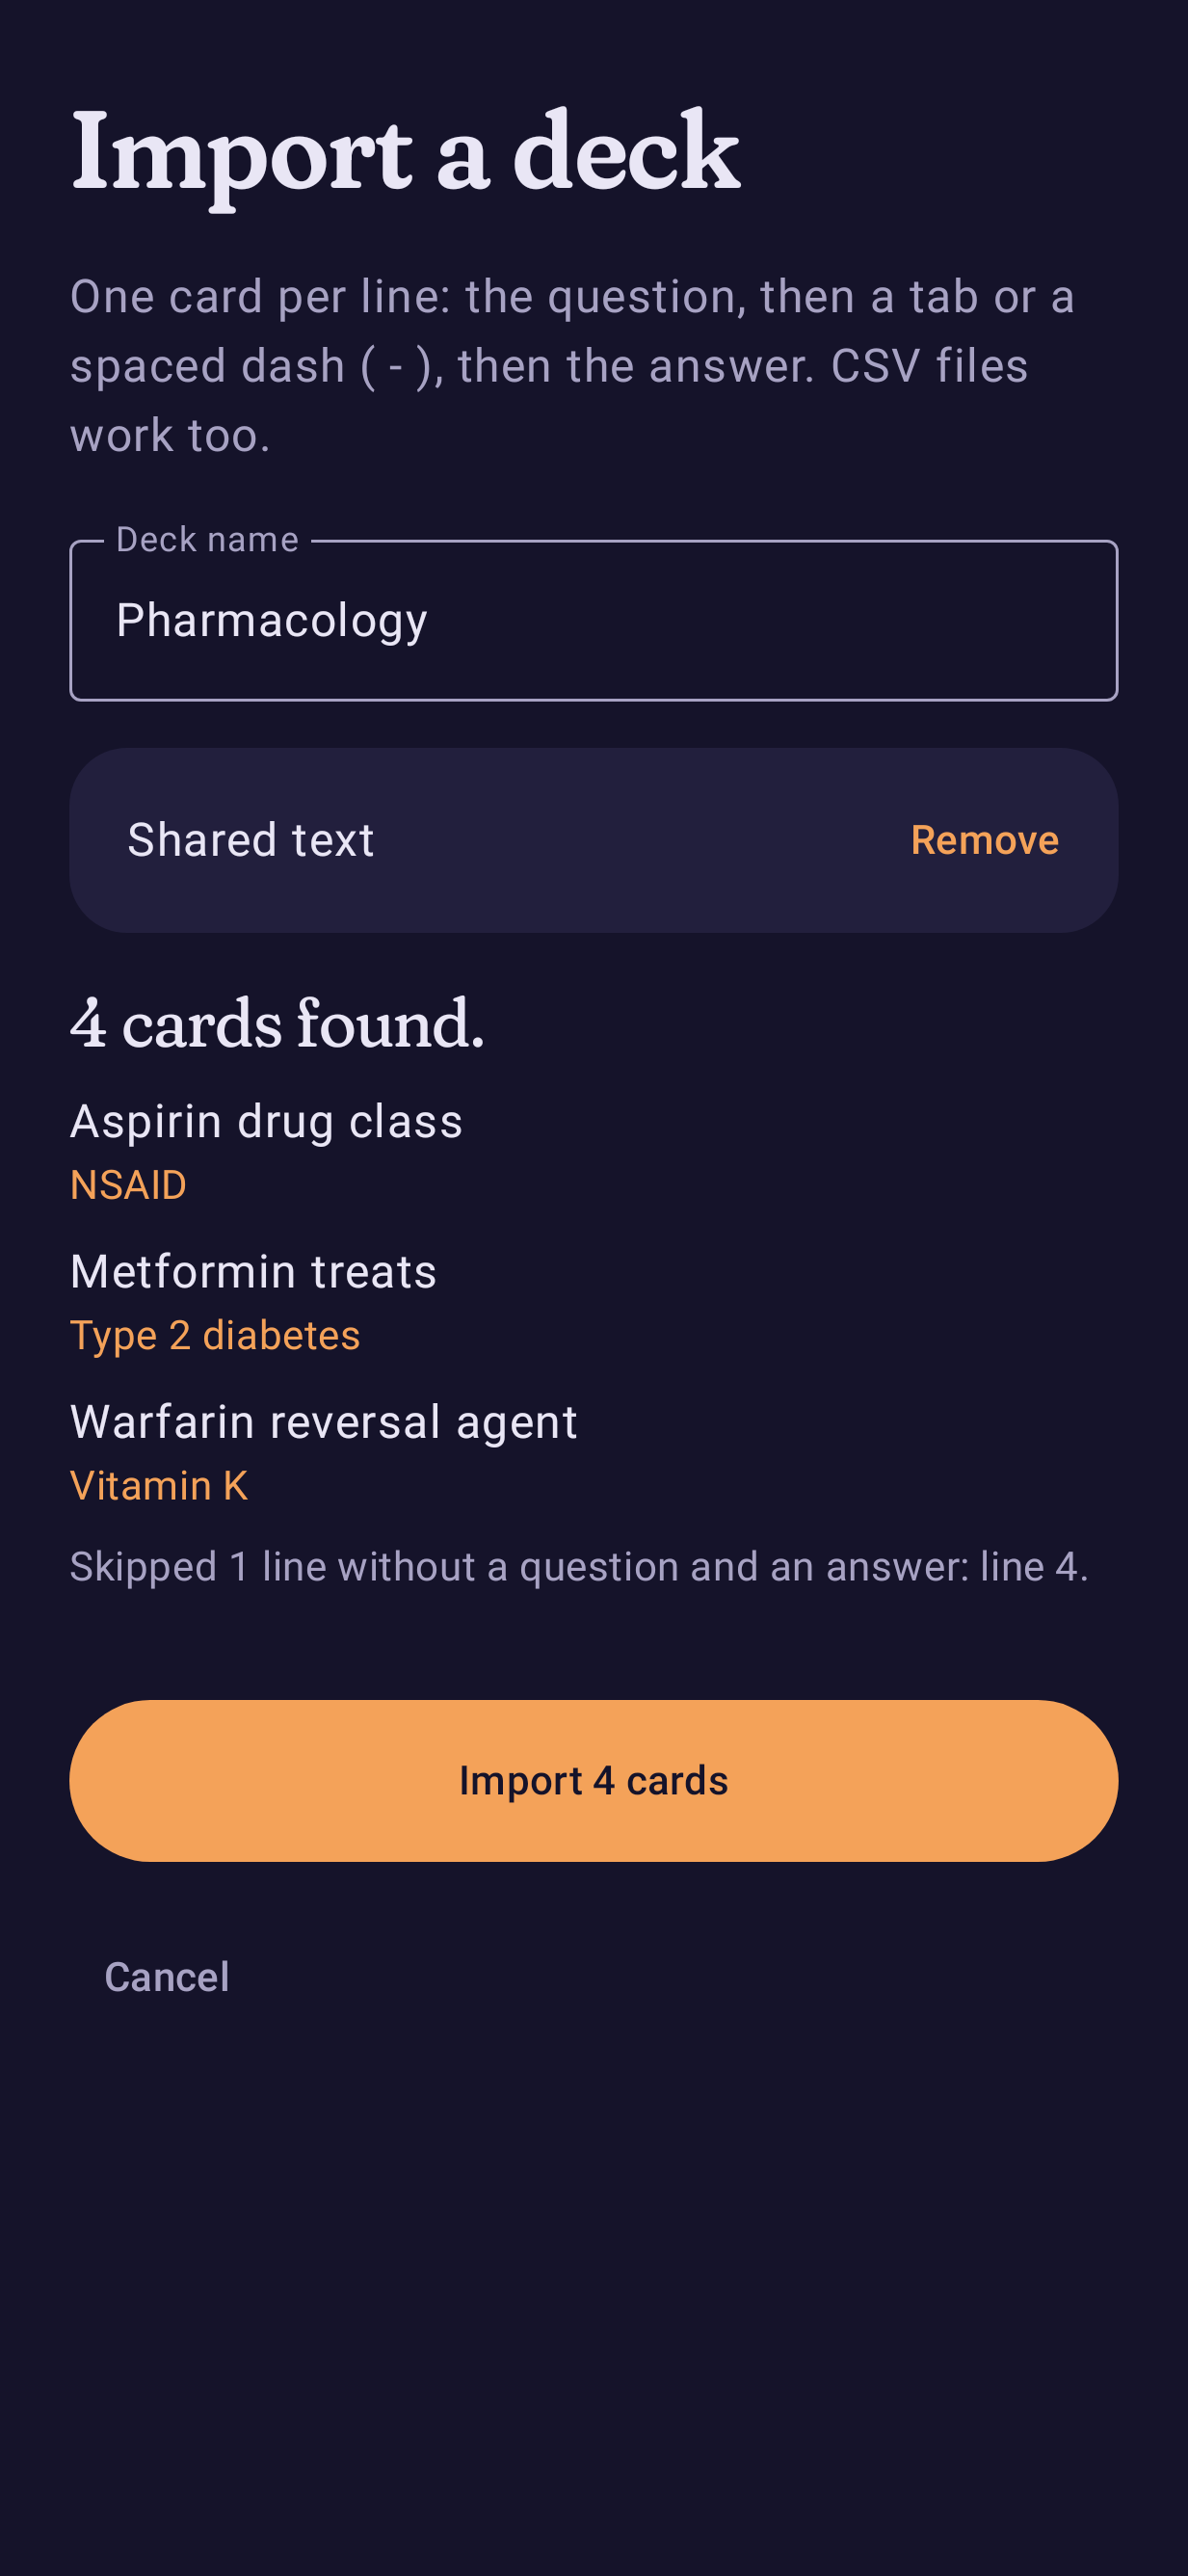 Import a deck
One card per line: the question, then a tab or a
spaced dash ( - ), then the answer. CSV files
work too.
Deck name
Pharmacology
Shared text
Remove
4 cards found.
Aspirin drug class
NSAID
Metformin treats
Type 2 diabetes
Warfarin reversal agent
Vitamin K
Skipped 1 line without a question and an answer: line 4.
Import 4 cards
Cancel